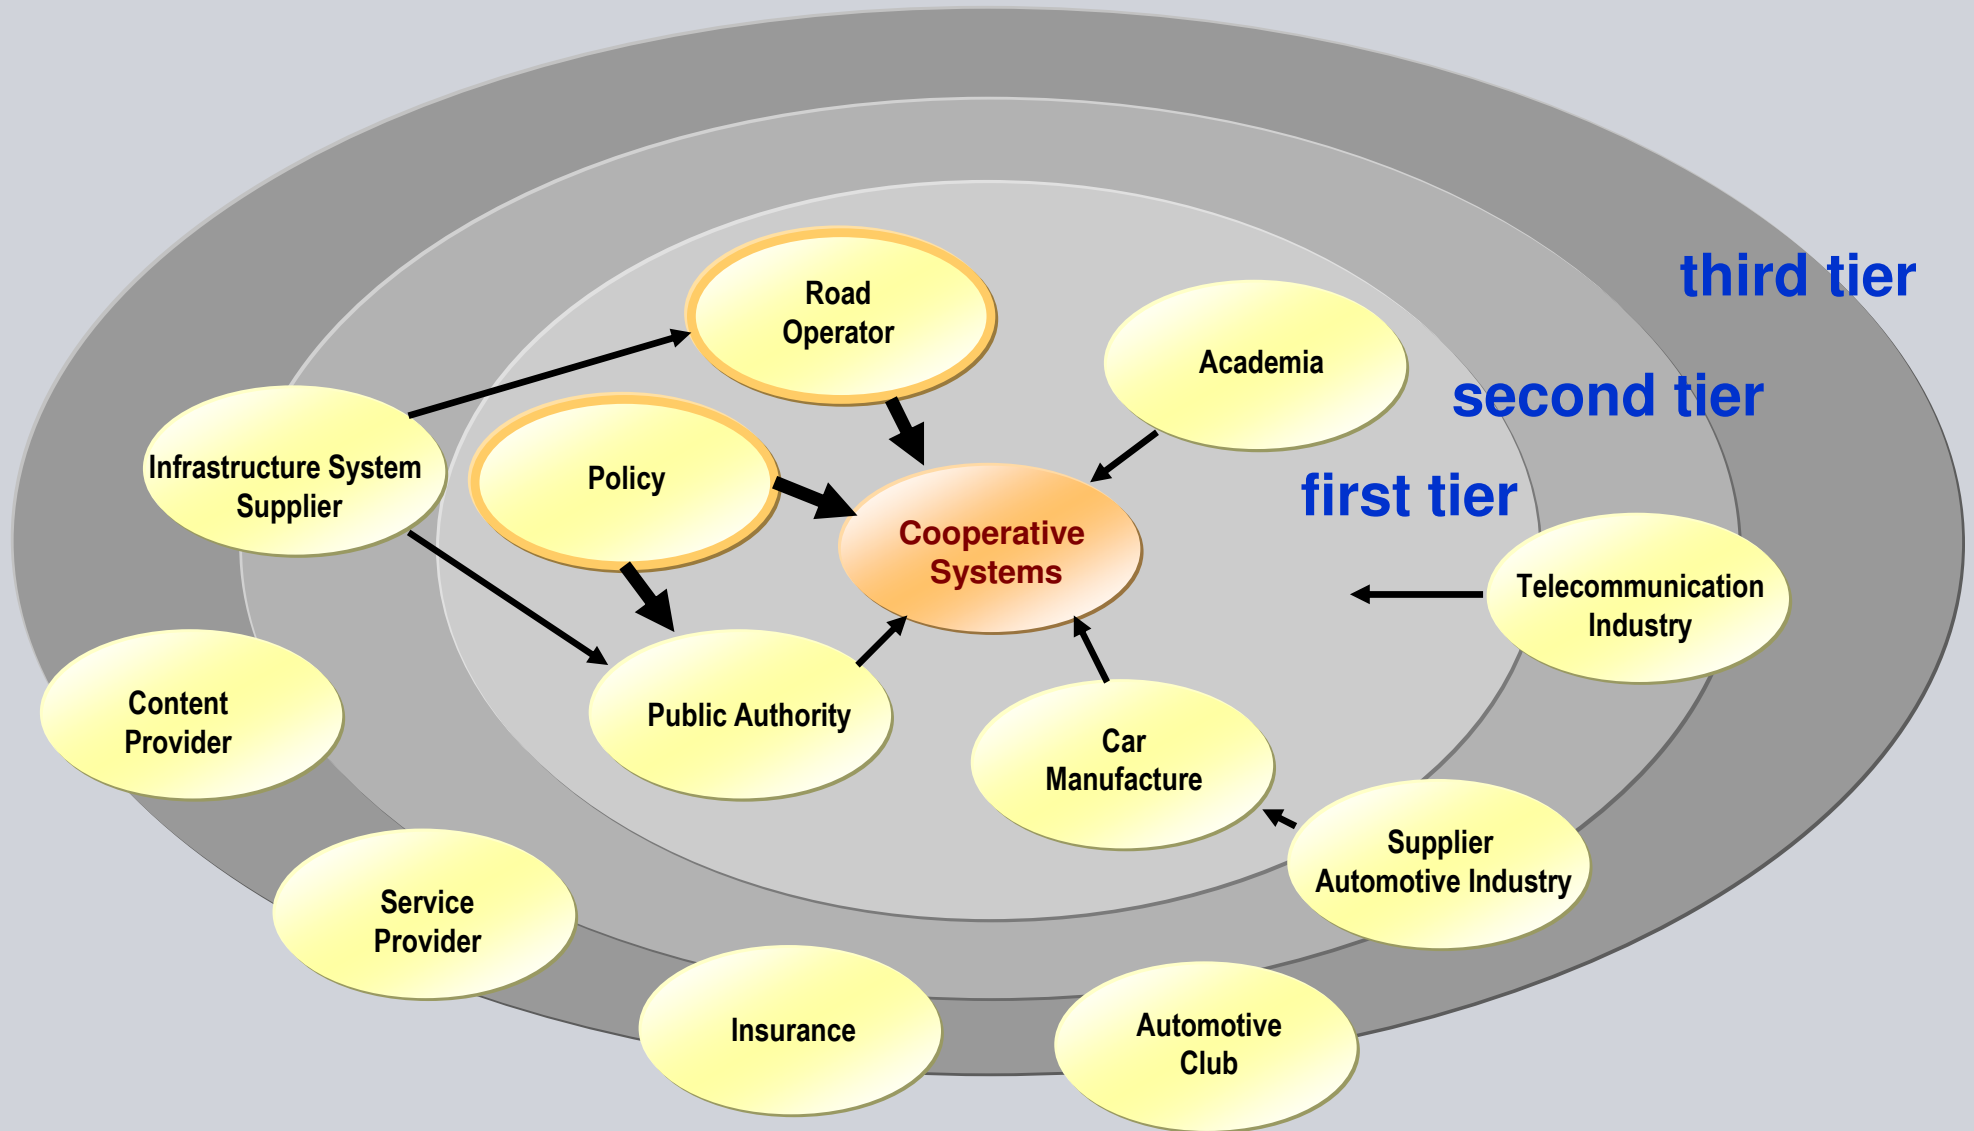 third tier
Road
Operator
Academia
second tier
Infrastructure System
Supplier
Policy
first tier
Cooperative
Systems
Telecommunication
Industry
Content
Provider
Public Authority
Car
Manufacture
Supplier
Automotive Industry
Service
Provider
Insurance
Automotive
Club